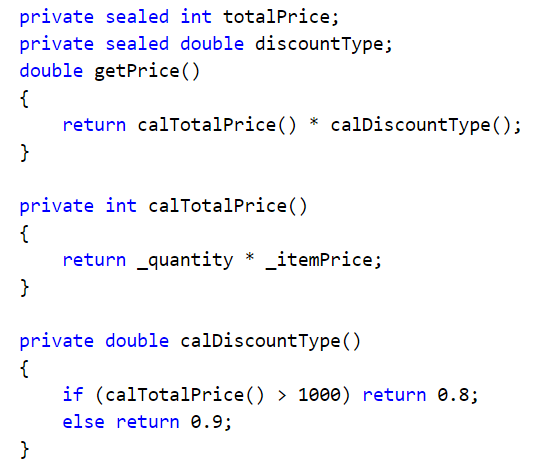 private sealed int totalPrice;
private sealed double discountType;
double getPrice()
{
    return calTotalPrice() * calDiscountType();
}

private int calTotalPrice()
{
    return _quantity * _itemPrice;
}

private double calDiscountType()
{
    if (calTotalPrice() > 1000) return 0.8;
    else return 0.9;
}